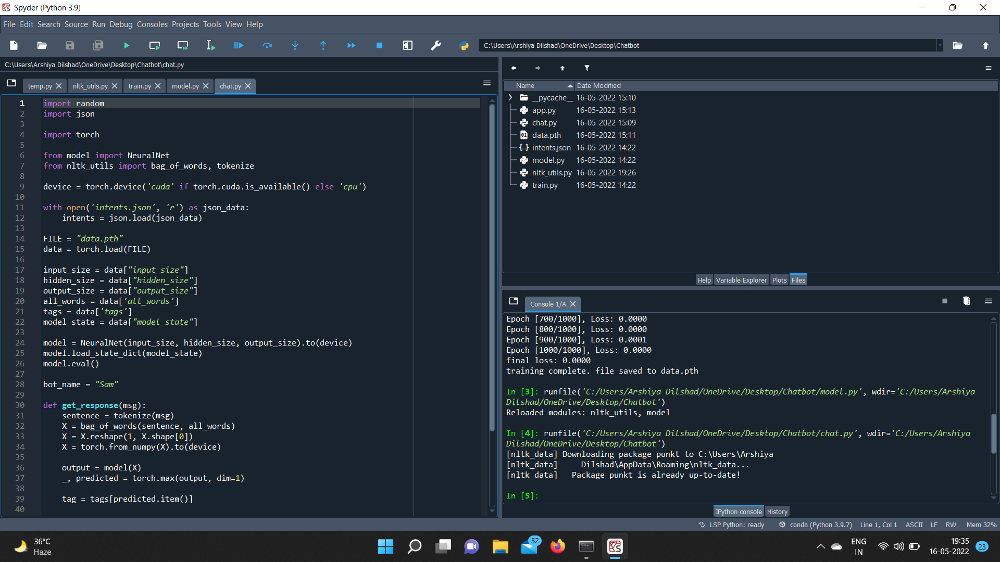 Spyder (Python 3.9)
File Edit Search Source Run Debug Consoles Projects Tools View Help
C:\Users\Arshiya Dilshad\OneDrive\Desktop\Chatbot
C:\Users\Arshiya Dilshad\OneDrive\Desktop\Chatbot\chat.py
temp.py nltk_utils.py train.py model.py chat.py
1 import random
2 import json
3
4 import torch
5
6 from model import NeuralNet
7 from nltk_utils import bag_of_words, tokenize
8
9 device = torch.device('cuda' if torch.cuda.is_available() else 'cpu')
10
11 with open('intents.json', 'r') as json_data:
12 intents = json.load(json_data)
13
14 FILE = "data.pth"
15 data = torch.load(FILE)
16
17 input_size = data["input_size"]
18 hidden_size = data["hidden_size"]
19 output_size = data["output_size"]
20 all_words = data['all_words']
21 tags = data['tags']
22 model_state = data["model_state"]
23
24 model = NeuralNet(input_size, hidden_size, output_size).to(device)
25 model.load_state_dict(model_state)
26 model.eval()
27
28 bot_name = "Sam"
29
30 def get_response(msg):
31 sentence = tokenize(msg)
32 X = bag_of_words(sentence, all_words)
33 X = X.reshape(1, X.shape[0])
34 X = torch.from_numpy(X).to(device)
35
36 output = model(X)
37 _, predicted = torch.max(output, dim=1)
38
39 tag = tags[predicted.item()]
40
Name Date Modified
__pycache__ 16-05-2022 15:10
app.py 16-05-2022 15:13
chat.py 16-05-2022 15:09
data.pth 16-05-2022 15:11
intents.json 16-05-2022 14:22
model.py 16-05-2022 14:22
nltk_utils.py 16-05-2022 19:26
train.py 16-05-2022 14:22
Help Variable Explorer Plots Files
Console 1/A
Epoch [700/1000], Loss: 0.0000
Epoch [800/1000], Loss: 0.0000
Epoch [900/1000], Loss: 0.0001
Epoch [1000/1000], Loss: 0.0000
final loss: 0.0000
training complete. file saved to data.pth
In [3]: runfile('C:/Users/Arshiya Dilshad/OneDrive/Desktop/Chatbot/model.py', wdir='C:/Users/Arshiya
Dilshad/OneDrive/Desktop/Chatbot')
Reloaded modules: nltk_utils, model
In [4]: runfile('C:/Users/Arshiya Dilshad/OneDrive/Desktop/Chatbot/chat.py', wdir='C:/Users/Arshiya
Dilshad/OneDrive/Desktop/Chatbot')
[nltk_data] Downloading package punkt to C:\Users\Arshiya
[nltk_data] Dilshad\AppData\Roaming\nltk_data...
[nltk_data] Package punkt is already up-to-date!
In [5]:
IPython console History
LSP Python: ready conda (Python 3.9.7) Line 1, Col 1 ASCII LF RW Mem 32%
36°C
Haze
52
ENG
IN
19:35
16-05-2022
23